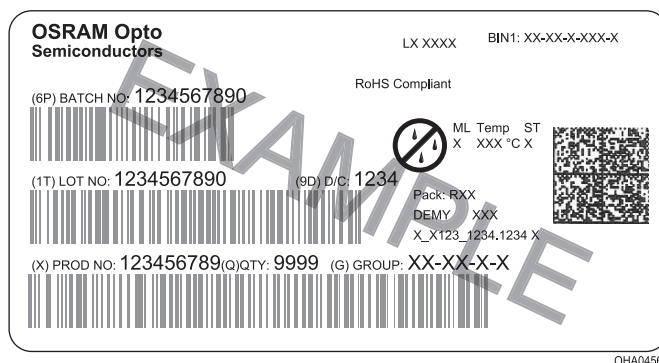 OSRAM Opto
Semiconductors
LX XXXX
BIN1: XX-XX-X-XXX-X
RoHS Compliant
(6P) BATCH NO: 1234567890
ML Temp ST
X XXX °C X
(1T) LOT NO: 1234567890 (9D) D/C: 1234
Pack: RXX
DEMY XXX
X_X123_1234.1234 X
(X) PROD NO: 123456789(Q)QTY: 9999 (G) GROUP: XX-XX-X-X
EXAMPLE
OHA0456